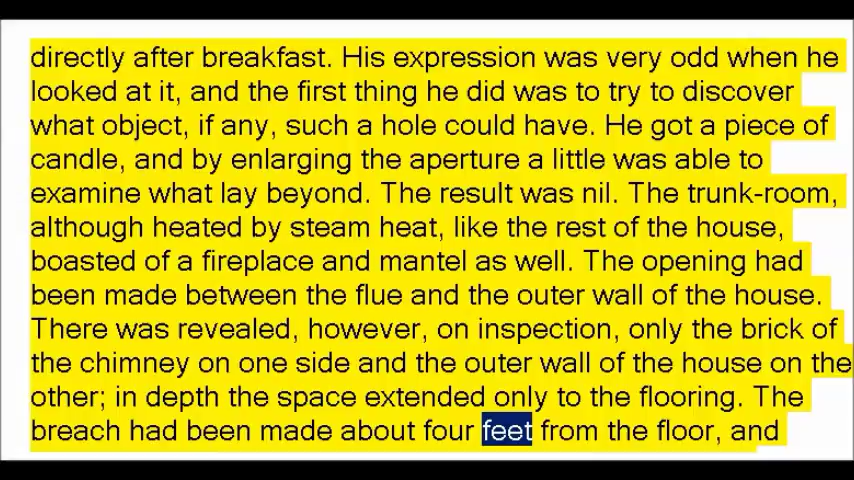 directly after breakfast. His expression was very odd when he
looked at it, and the first thing he did was to try to discover
what object, if any, such a hole could have. He got a piece of
candle, and by enlarging the aperture a little was able to
examine what lay beyond. The result was nil. The trunk-room,
although heated by steam heat, like the rest of the house,
boasted of a fireplace and mantel as well. The opening had
been made between the flue and the outer wall of the house.
There was revealed, however, on inspection, only the brick of
the chimney on one side and the outer wall of the house on the
other; in depth the space extended only to the flooring. The
breach had been made about four feet from the floor, and